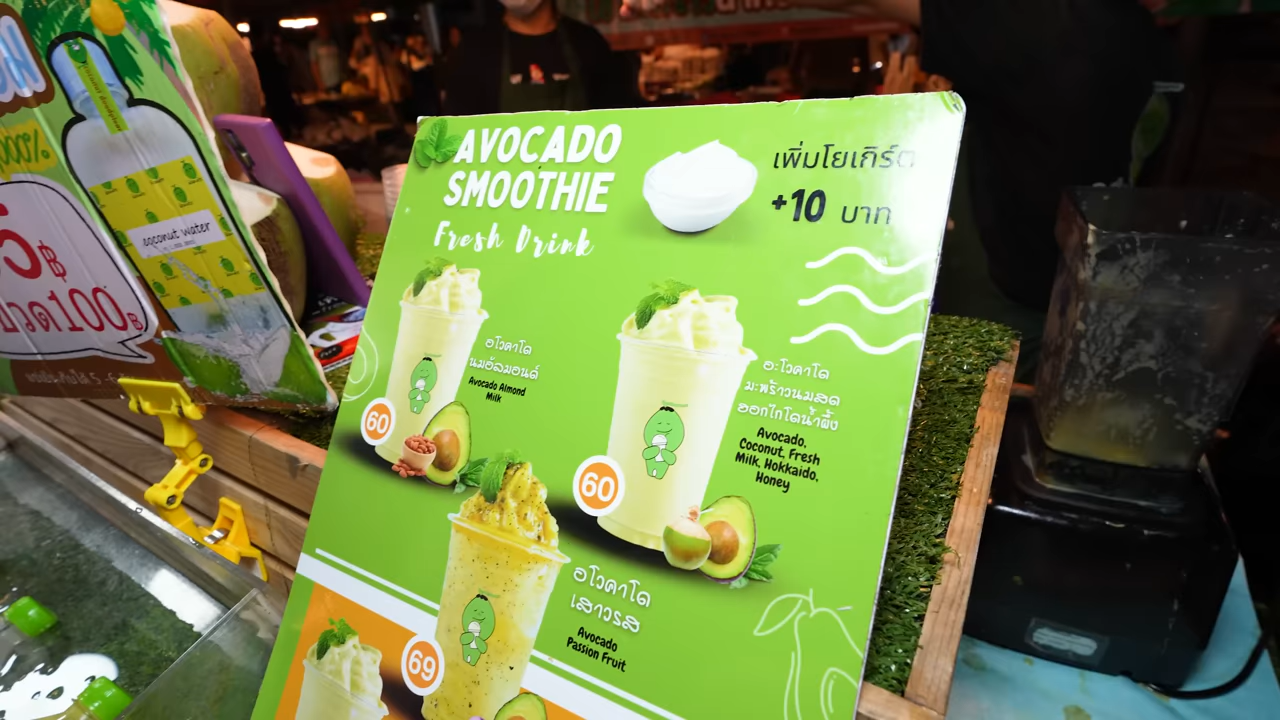 AVOCADO
SMOOTHIE
Fresh Drink
เพิ่มโยเกิร์ต
+10 บาท
อโวคาโด
นมอัลมอนด์
Avocado Almond
Milk
60
อะโวคาโด
มะพร้าวนมสด
ฮอกไกโดน้ำผึ้ง
Avocado,
Coconut, Fresh
Milk, Hokkaido,
Honey
60
อโวคาโด
เสาวรส
Avocado
Passion Fruit
69
coconut water
5฿
100฿